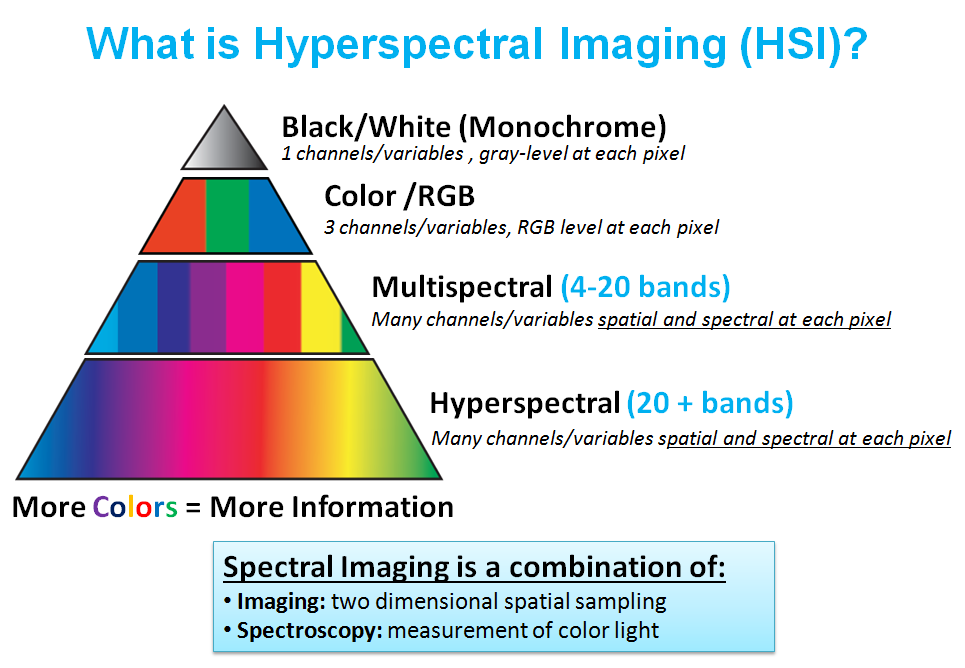 What is Hyperspectral Imaging (HSI)?
Black/White (Monochrome)
1 channels/variables , gray-level at each pixel
Color /RGB
3 channels/variables, RGB level at each pixel
Multispectral (4-20 bands)
Many channels/variables spatial and spectral at each pixel
Hyperspectral (20 + bands)
Many channels/variables spatial and spectral at each pixel
More Colors = More Information
Spectral Imaging is a combination of:
• Imaging: two dimensional spatial sampling
• Spectroscopy: measurement of color light